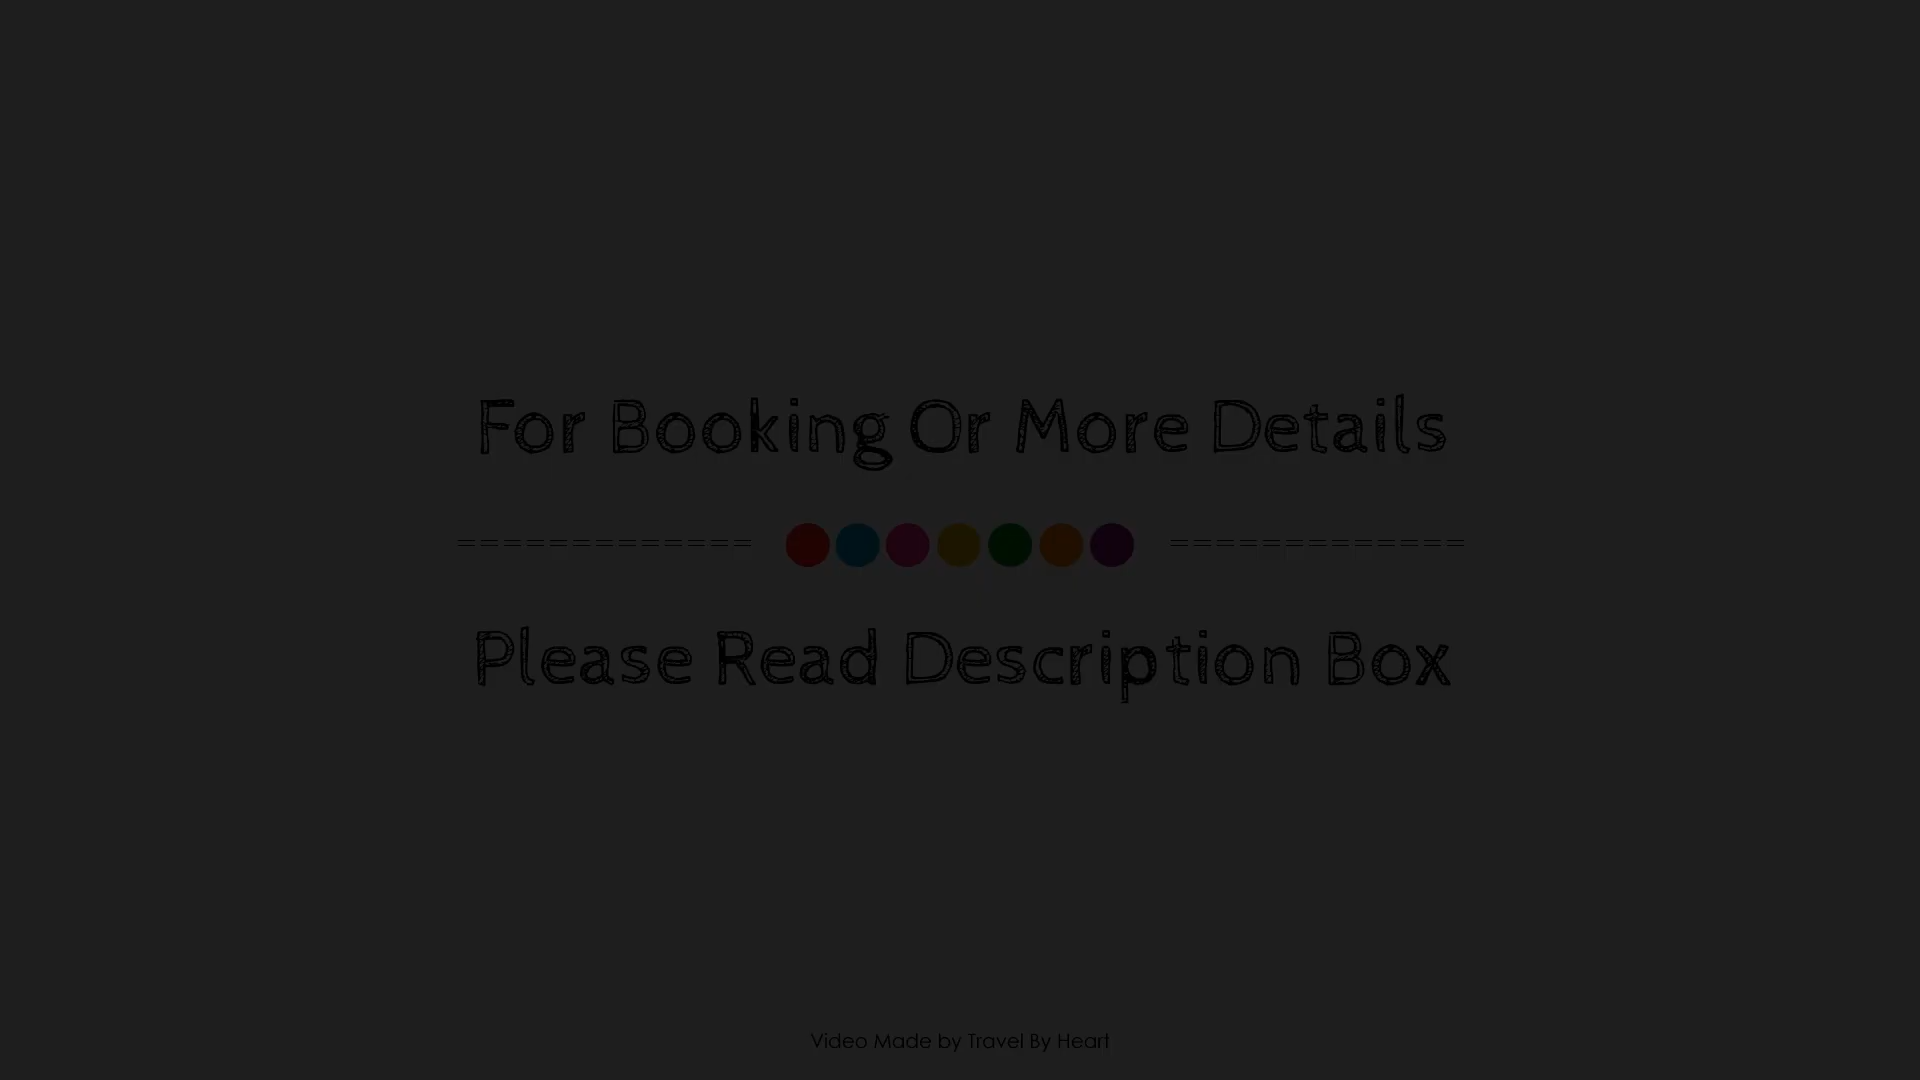 For Booking Or More Details
============= =============
Please Read Description Box
Video Made by Travel By Heart